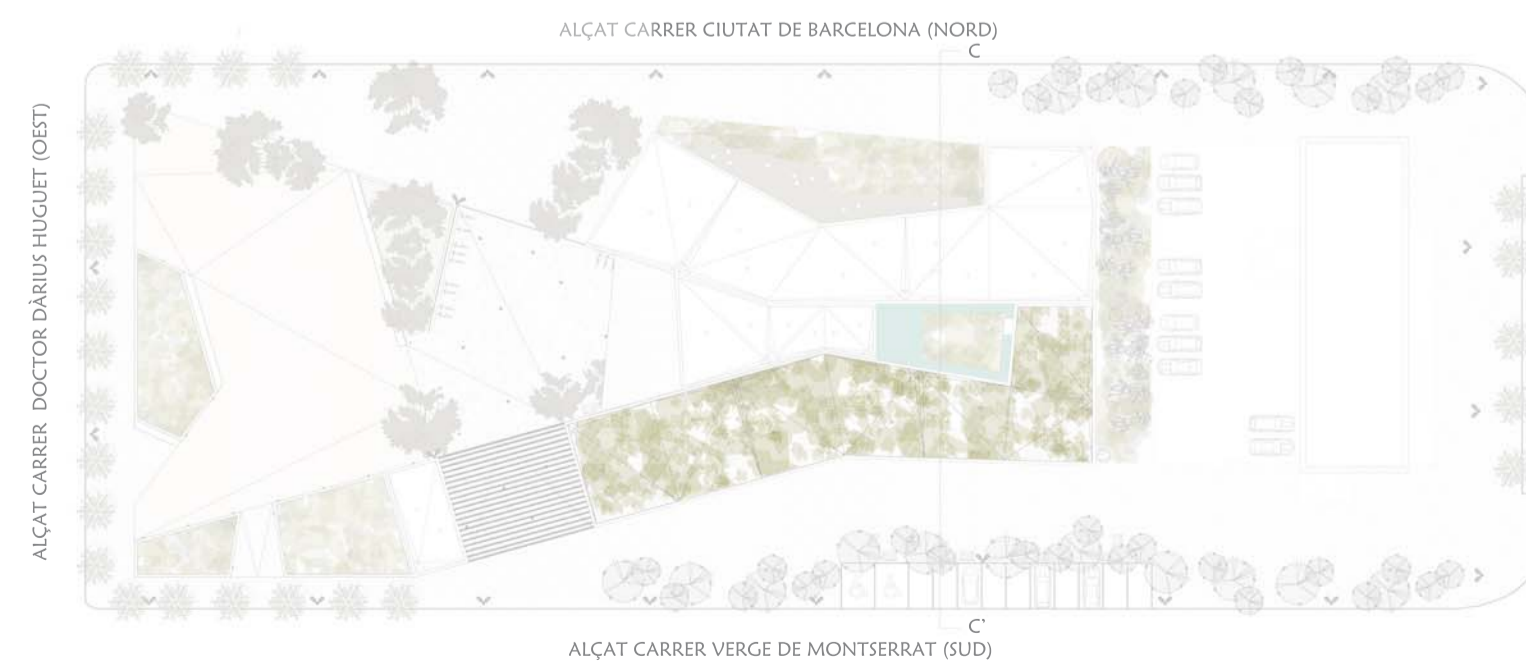 ALÇAT CARRER CIUTAT DE BARCELONA (NORD)
C
ALÇAT CARRER DOCTOR DÀRIUS HUGUET (OEST)
C'
ALÇAT CARRER VERGE DE MONTSERRAT (SUD)